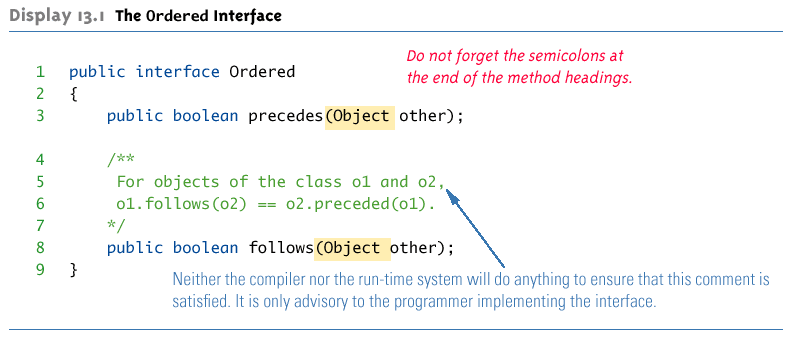 Display 13.1 The Ordered Interface
Do not forget the semicolons at
the end of the method headings.
1 public interface Ordered
2 {
3 public boolean precedes(Object other);
4 /**
5 For objects of the class o1 and o2,
6 o1.follows(o2) == o2.preceded(o1).
7 */
8 public boolean follows(Object other);
9 }
Neither the compiler nor the run-time system will do anything to ensure that this comment is
satisfied. It is only advisory to the programmer implementing the interface.